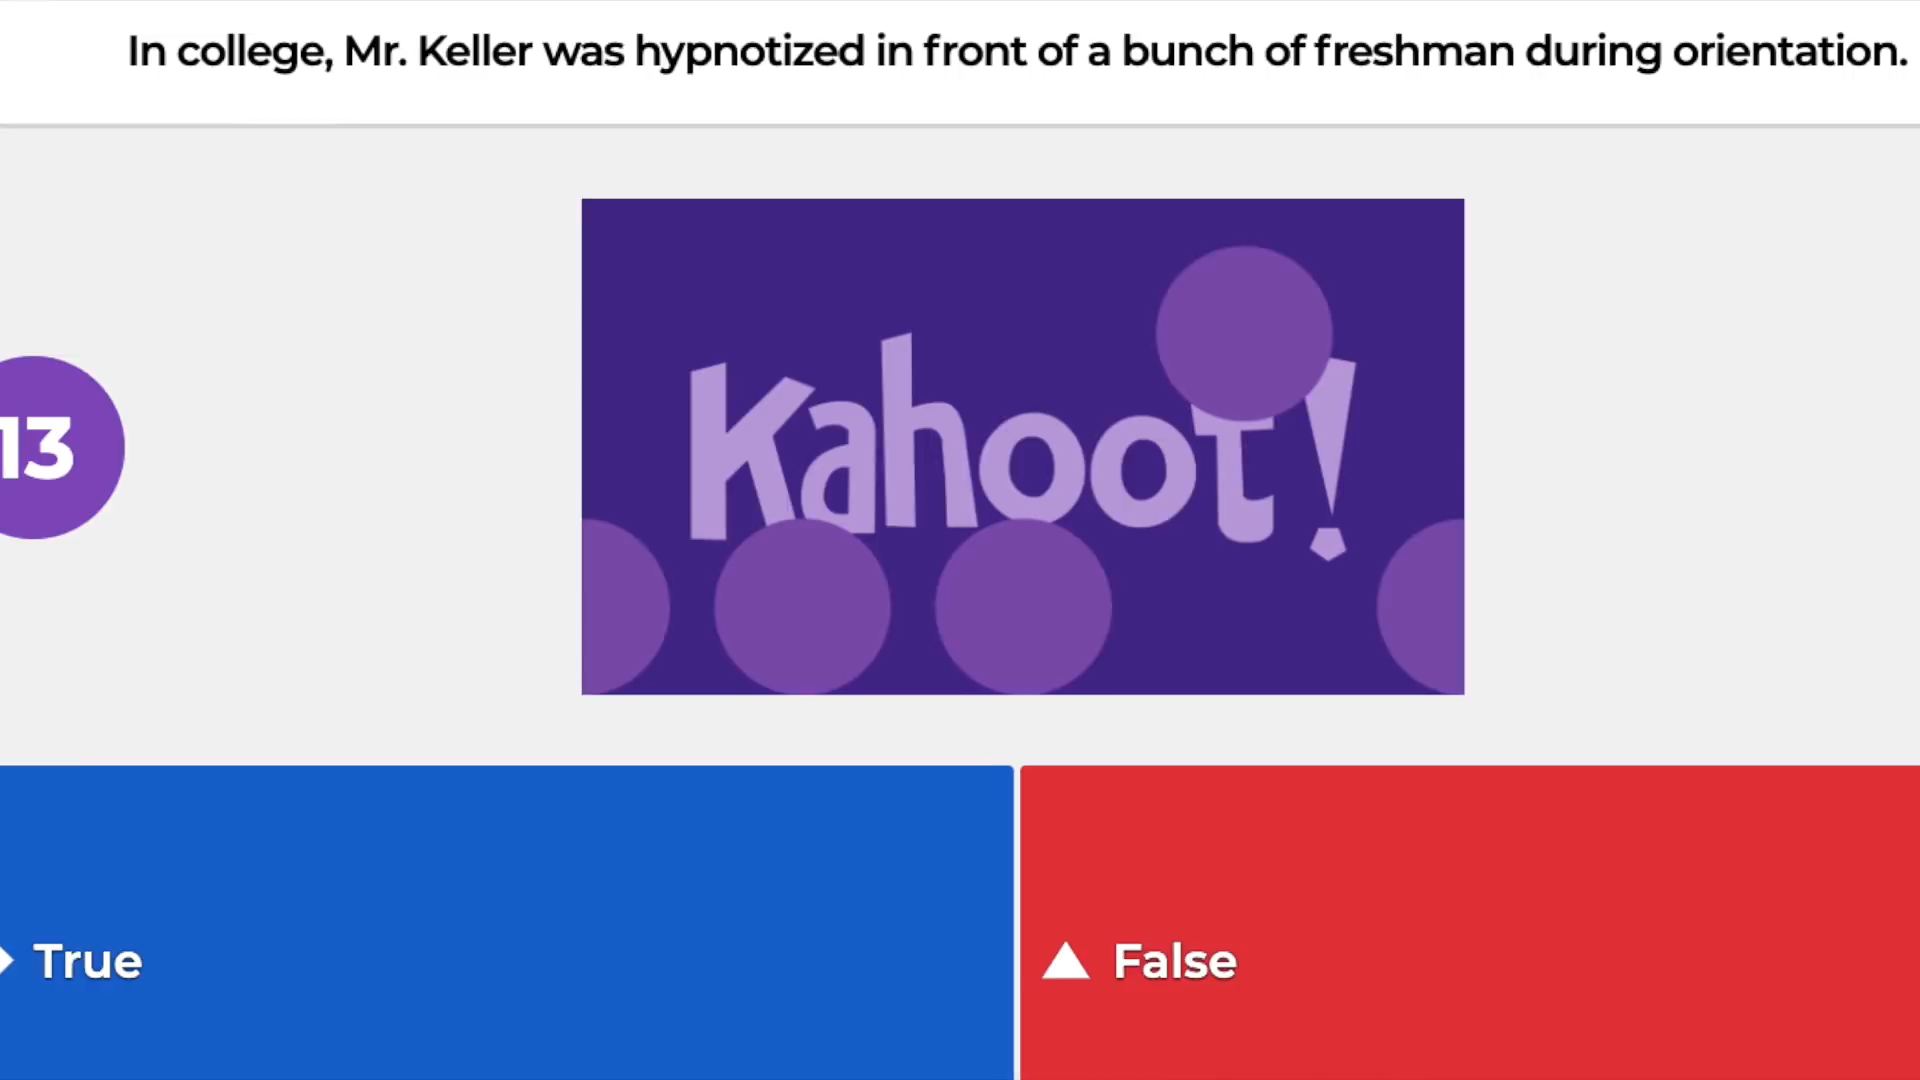 In college, Mr. Keller was hypnotized in front of a bunch of freshman during orientation.
Kahoot!
13
True
False